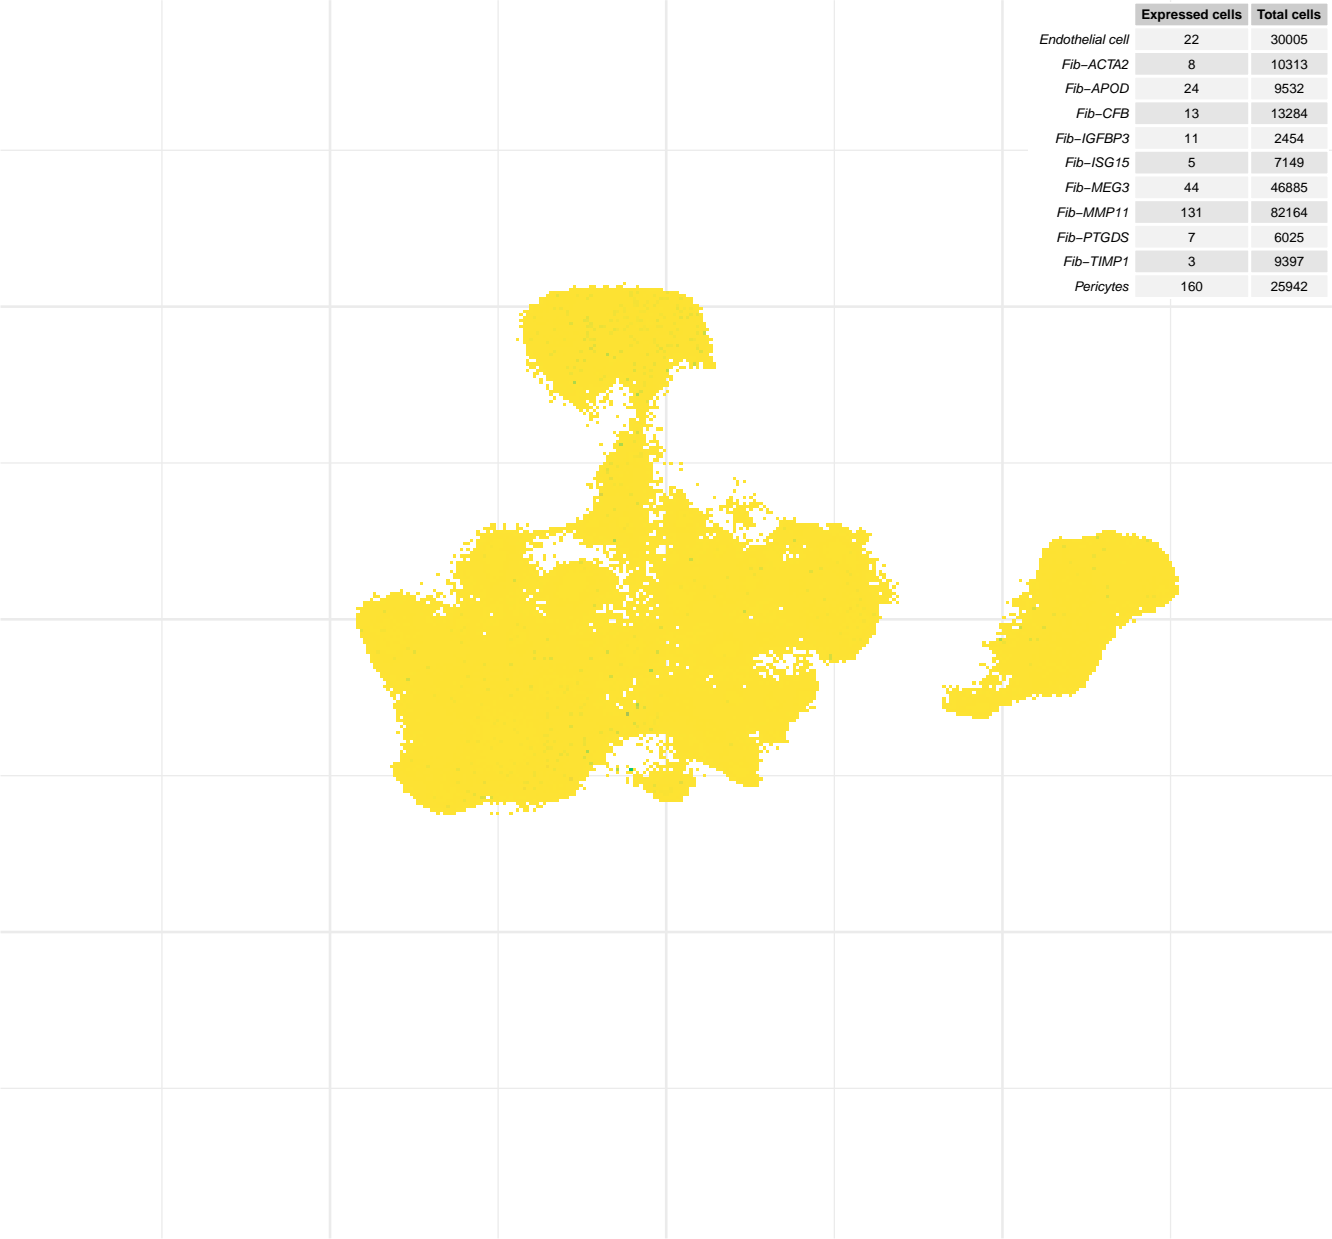 Expressed cells Total cells
Endothelial cell 22 30005
Fib−ACTA2 8 10313
Fib−APOD 24 9532
Fib−CFB 13 13284
Fib−IGFBP3 11 2454
Fib−ISG15 5 7149
Fib−MEG3 44 46885
Fib−MMP11 131 82164
Fib−PTGDS 7 6025
Fib−TIMP1 3 9397
Pericytes 160 25942